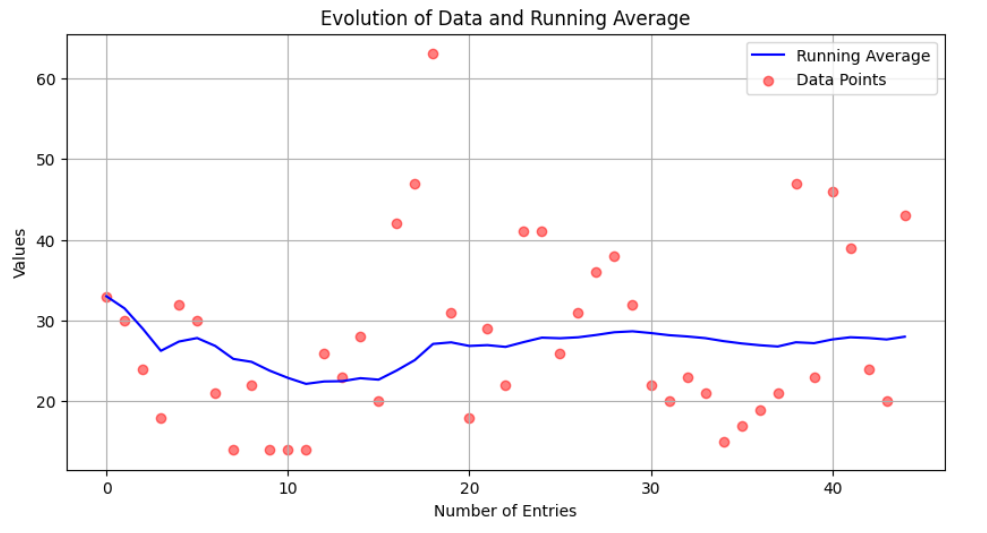 Evolution of Data and Running Average
Running Average
Data Points
Values
60
50
40
30
20
0 10 20 30 40
Number of Entries